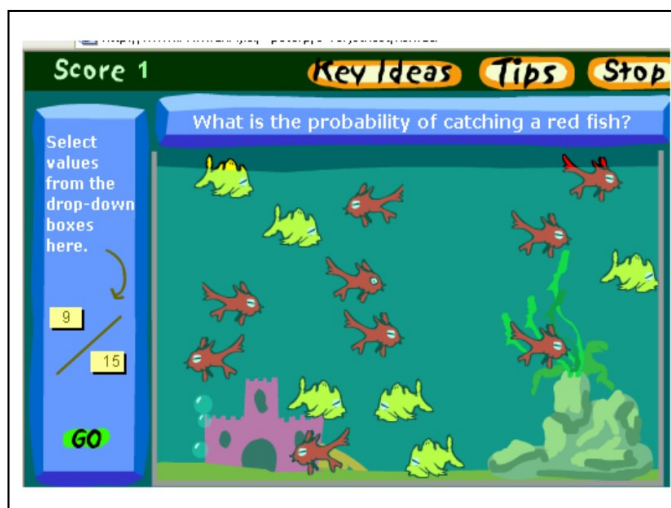 Score 1
Key Ideas
Tips
Stop
What is the probability of catching a red fish?
Select
values
from the
drop-down
boxes
here.
9
15
GO